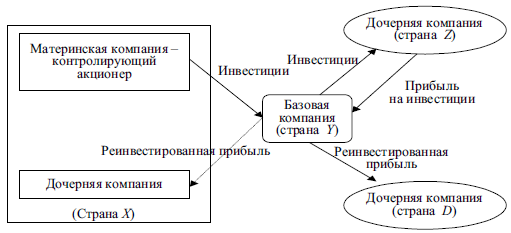 Материнская компания –
контролирующий
акционер
Дочерняя компания
(страна Z)
Инвестиции
Инвестиции
Прибыль
на инвестиции
Базовая
компания
(страна Y)
Реинвестированная прибыль
Реинвестированная
прибыль
Дочерняя компания
(Страна X)
Дочерняя компания
(страна D)